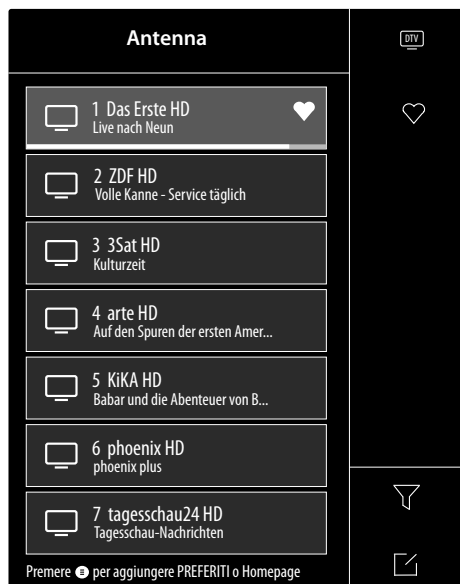 Antenna
DTV
1 Das Erste HD
Live nach Neun
2 ZDF HD
Volle Kanne - Service täglich
3 3Sat HD
Kulturzeit
4 arte HD
Auf den Spuren der ersten Amer...
5 KiKA HD
Babar und die Abenteuer von B...
6 phoenix HD
phoenix plus
7 tagesschau24 HD
Tagesschau-Nachrichten
Premere per aggiungere PREFERITI o Homepage